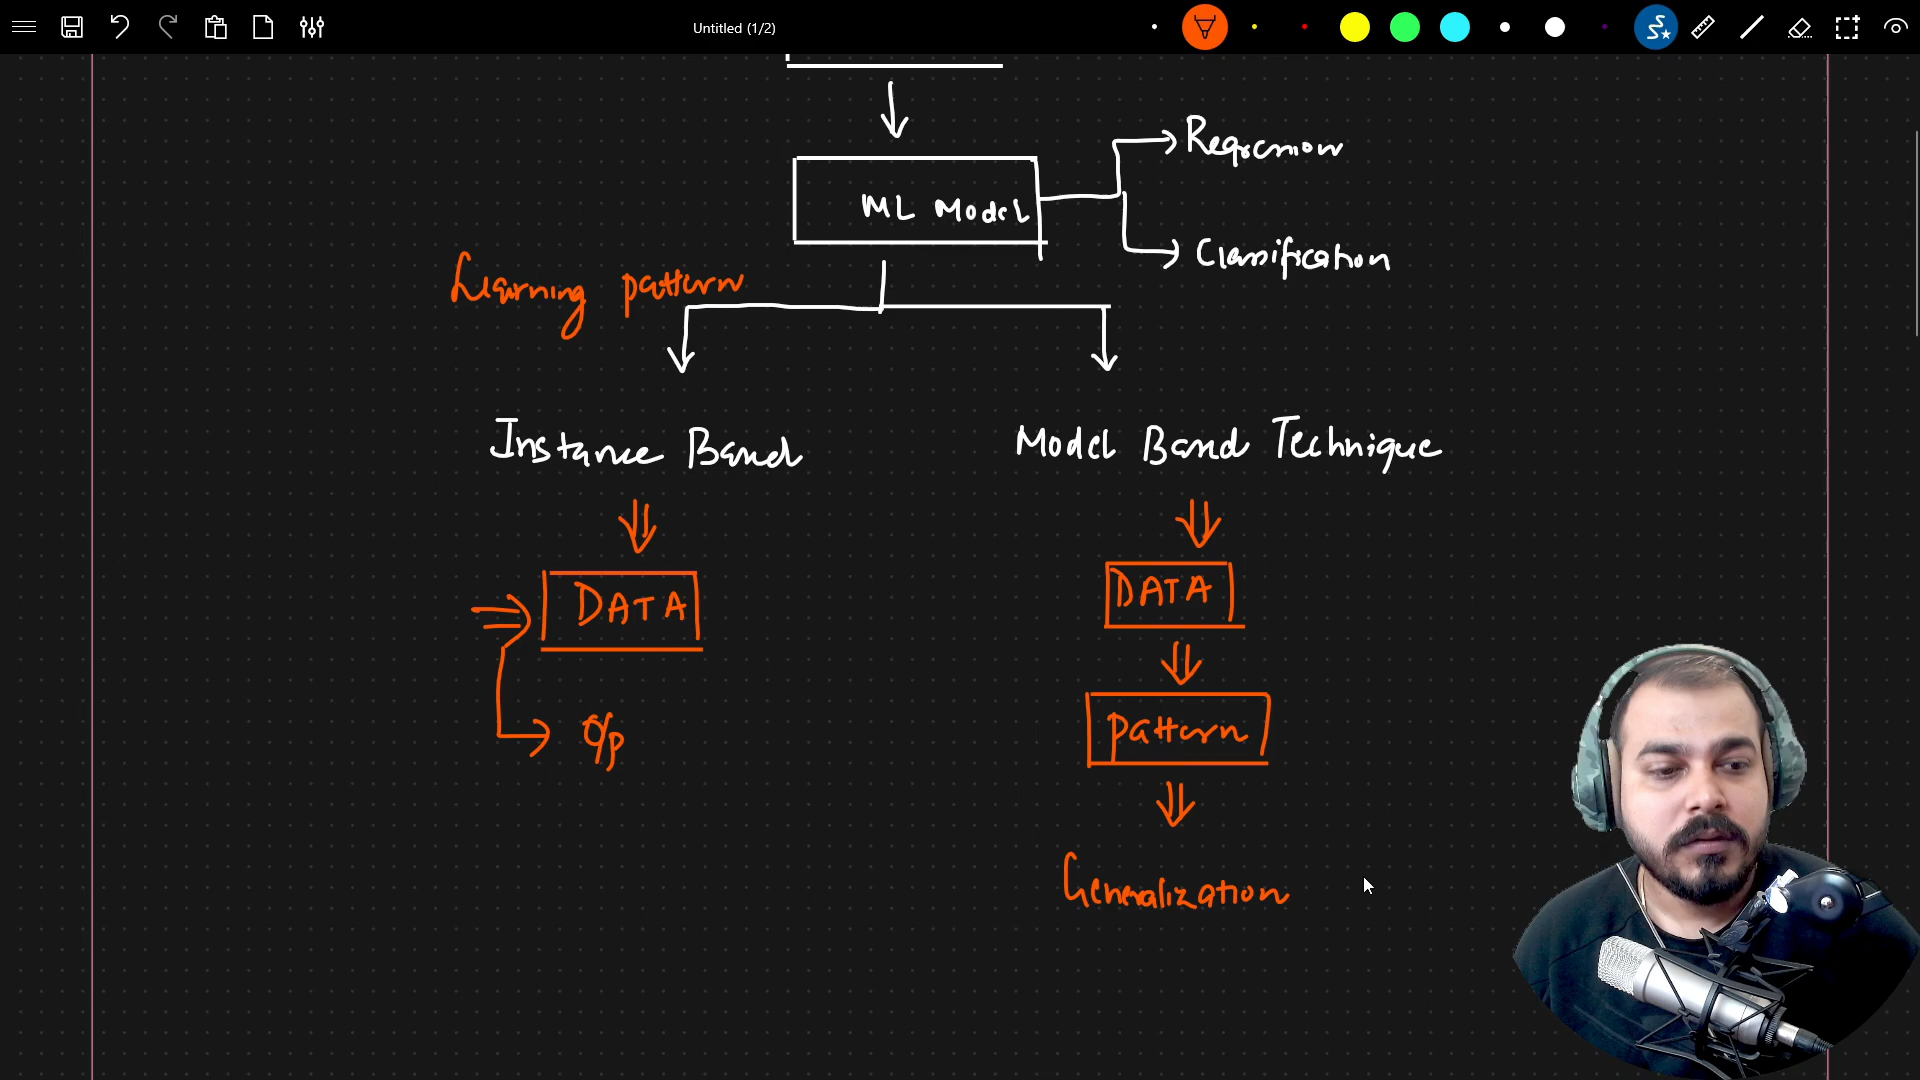 Untitled (1/2)
Regression
ML Model
Classification
Learning pattern
Instance Based
Model Based Technique
DATA
DATA
O/p
pattern
Generalization